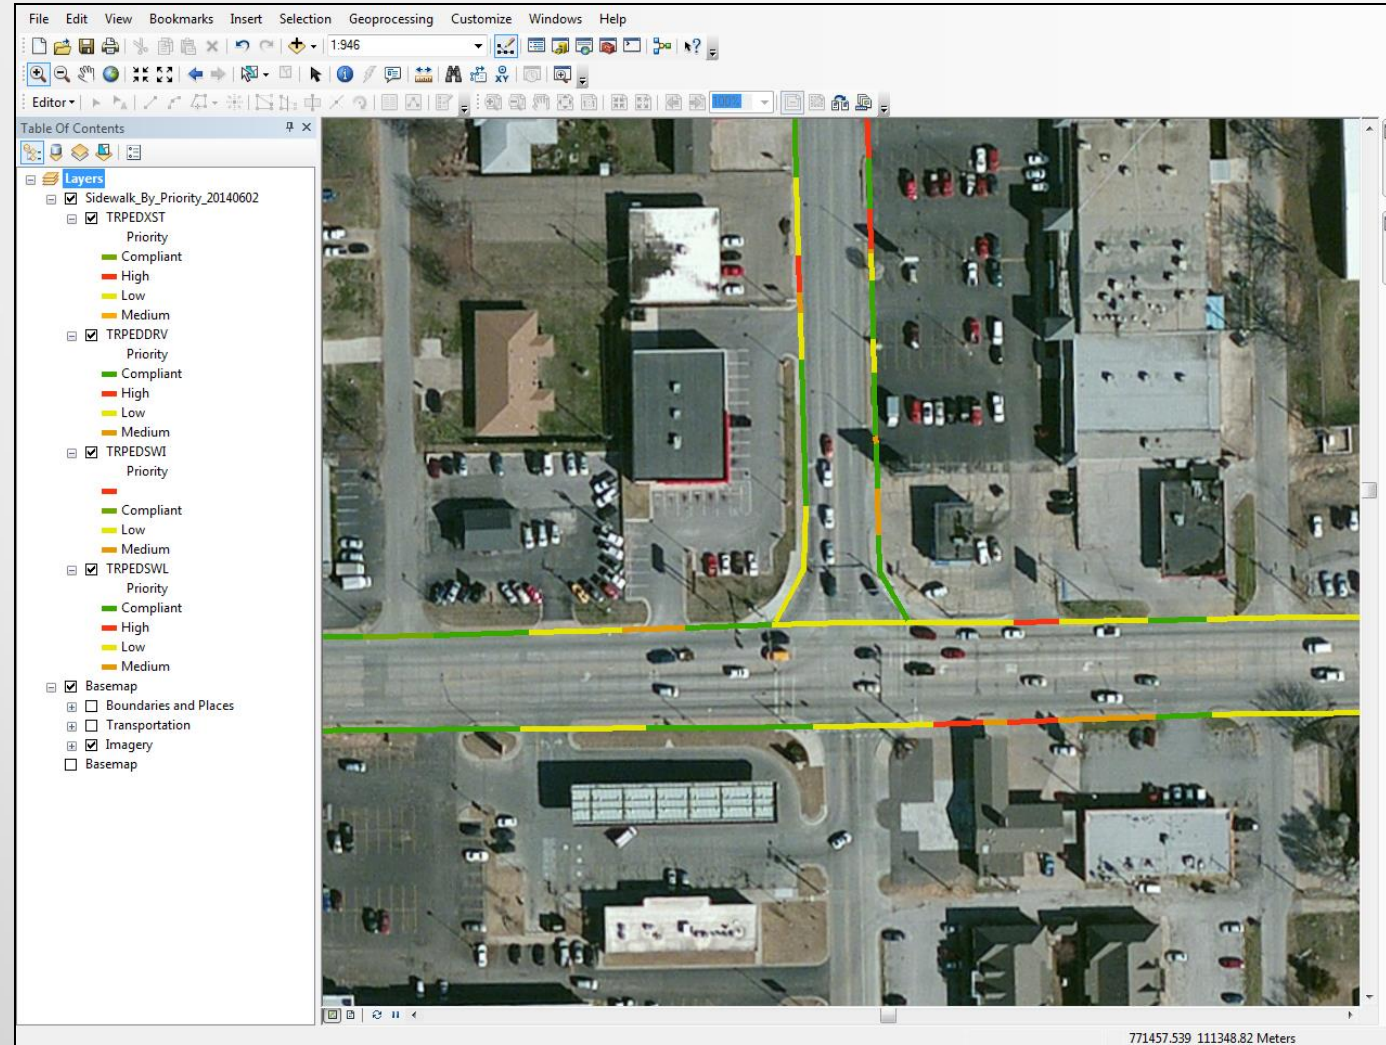 File Edit View Bookmarks Insert Selection Geoprocessing Customize Windows Help
1:946
Editor 100%
Table Of Contents
Layers
Sidewalk_By_Priority_20140602
TRPEDXST
Priority
Compliant
High
Low
Medium
TRPEDDRV
Priority
Compliant
High
Low
Medium
TRPEDSWI
Priority
Compliant
Low
Medium
TRPEDSWL
Priority
Compliant
High
Low
Medium
Basemap
Boundaries and Places
Transportation
Imagery
Basemap
771457.539 111348.82 Meters